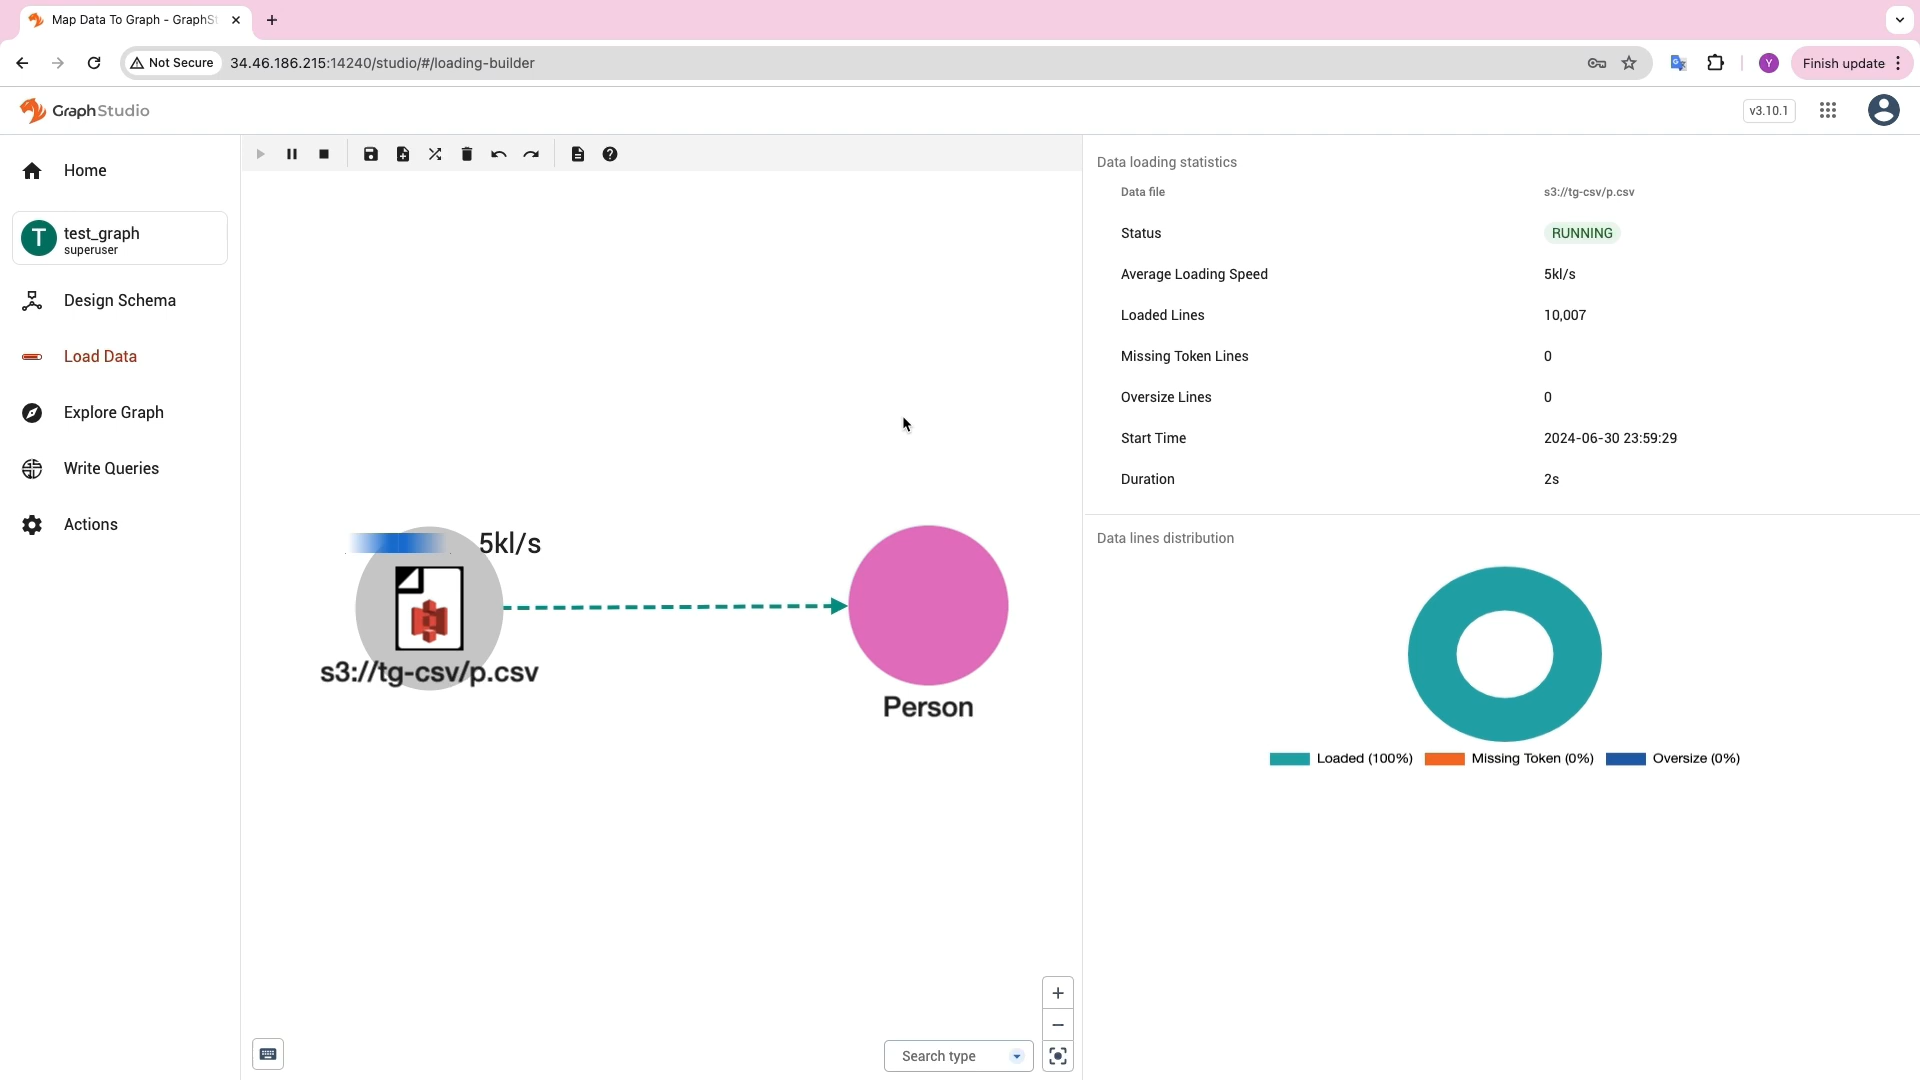 Map Data To Graph - GraphSt
Not Secure
34.46.186.215:14240/studio/#/loading-builder
Y
Finish update
GraphStudio
v3.10.1
Home
T
test_graph
superuser
Design Schema
Load Data
Explore Graph
Write Queries
Actions
5kl/s
s3://tg-csv/p.csv
Person
Search type
Data loading statistics
Data file s3://tg-csv/p.csv
Status RUNNING
Average Loading Speed 5kl/s
Loaded Lines 10,007
Missing Token Lines 0
Oversize Lines 0
Start Time 2024-06-30 23:59:29
Duration 2s
Data lines distribution
Loaded (100%) Missing Token (0%) Oversize (0%)